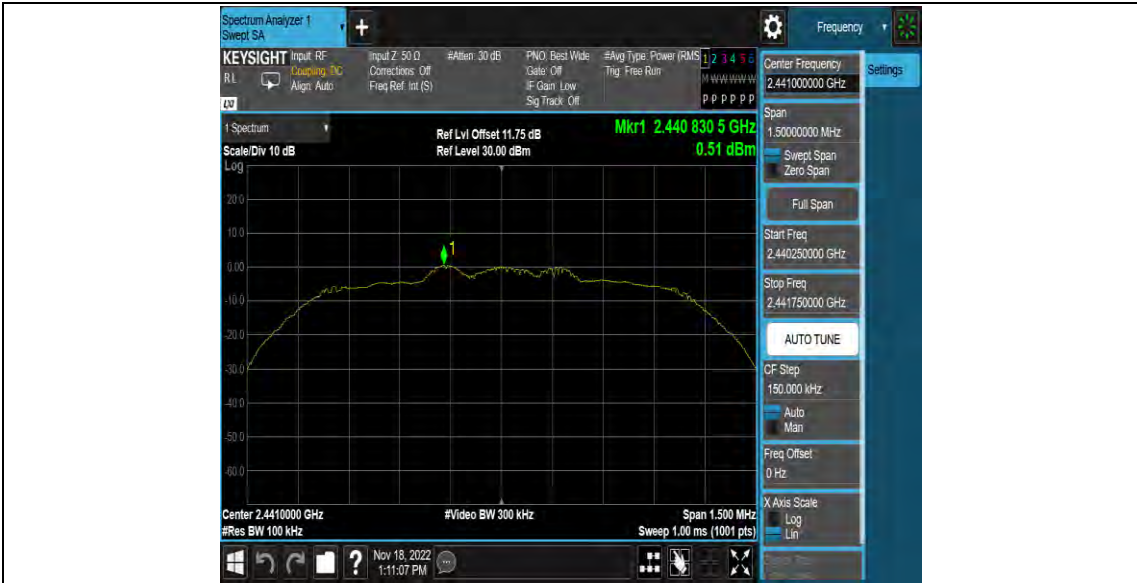 Spectrum Analyzer 1
Swept SA
+
Frequency
KEYSIGHT
Input: RF
Coupling: DC
Align: Auto
RL
LXI
Input Z: 50 Ω
Corrections: Off
Freq Ref: Int (S)
#Atten: 30 dB
PNO: Best Wide
Gate: Off
IF Gain: Low
Sig Track: Off
#Avg Type: Power (RMS
Trig: Free Run
1 2 3 4 5 6
M W W W W W
P P P P P P
1 Spectrum
Scale/Div 10 dB
Log
Ref Lvl Offset 11.75 dB
Ref Level 30.00 dBm
Mkr1 2.440 830 5 GHz
0.51 dBm
20.0
10.0
0.00
-10.0
-20.0
-30.0
-40.0
-50.0
-60.0
1
Center 2.4410000 GHz
#Res BW 100 kHz
#Video BW 300 kHz
Span 1.500 MHz
Sweep 1.00 ms (1001 pts)
?
Nov 18, 2022
1:11:07 PM
Center Frequency
2.441000000 GHz
Settings
Span
1.50000000 MHz
Swept Span
Zero Span
Full Span
Start Freq
2.440250000 GHz
Stop Freq
2.441750000 GHz
AUTO TUNE
CF Step
150.000 kHz
Auto
Man
Freq Offset
0 Hz
X Axis Scale
Log
Lin